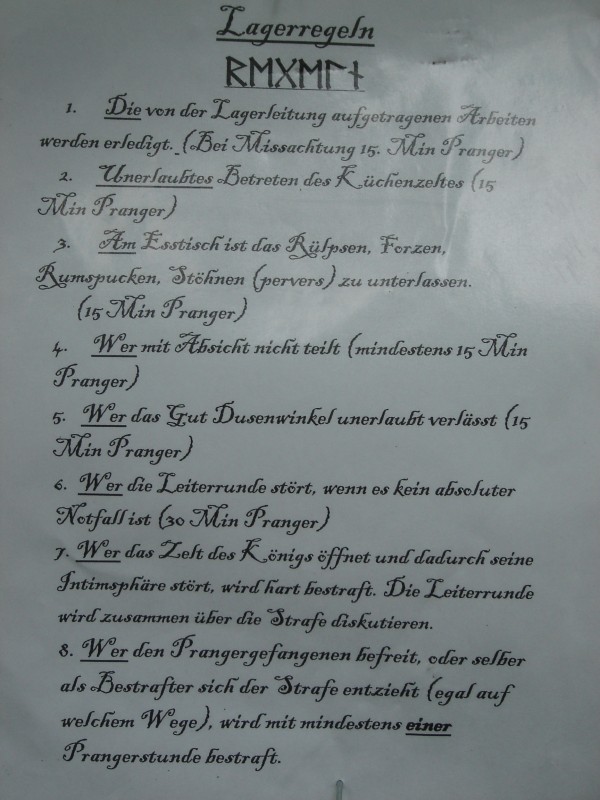 Lagerregeln
ᚱᛖᚷᛖᛚᚾ
1. Die von der Lagerleitung aufgetragenen Arbeiten
werden erledigt. (Bei Missachtung 15. Min Pranger)
2. Unerlaubtes Betreten des Küchenzeltes (15
Min Pranger)
3. Am Esstisch ist das Rülpsen, Forzen,
Rumspucken, Stöhnen (pervers) zu unterlassen.
(15 Min Pranger)
4. Wer mit Absicht nicht teilt (mindestens 15 Min
Pranger)
5. Wer das Gut Dusenwinkel unerlaubt verlässt (15
Min Pranger)
6. Wer die Leiterrunde stört, wenn es kein absoluter
Notfall ist (30 Min Pranger)
7. Wer das Zelt des Königs öffnet und dadurch seine
Intimsphäre stört, wird hart bestraft. Die Leiterrunde
wird zusammen über die Strafe diskutieren.
8. Wer den Prangergefangenen befreit, oder selber
als Bestrafter sich der Strafe entzieht (egal auf
welchem Wege), wird mit mindestens einer
Prangerstunde bestraft.